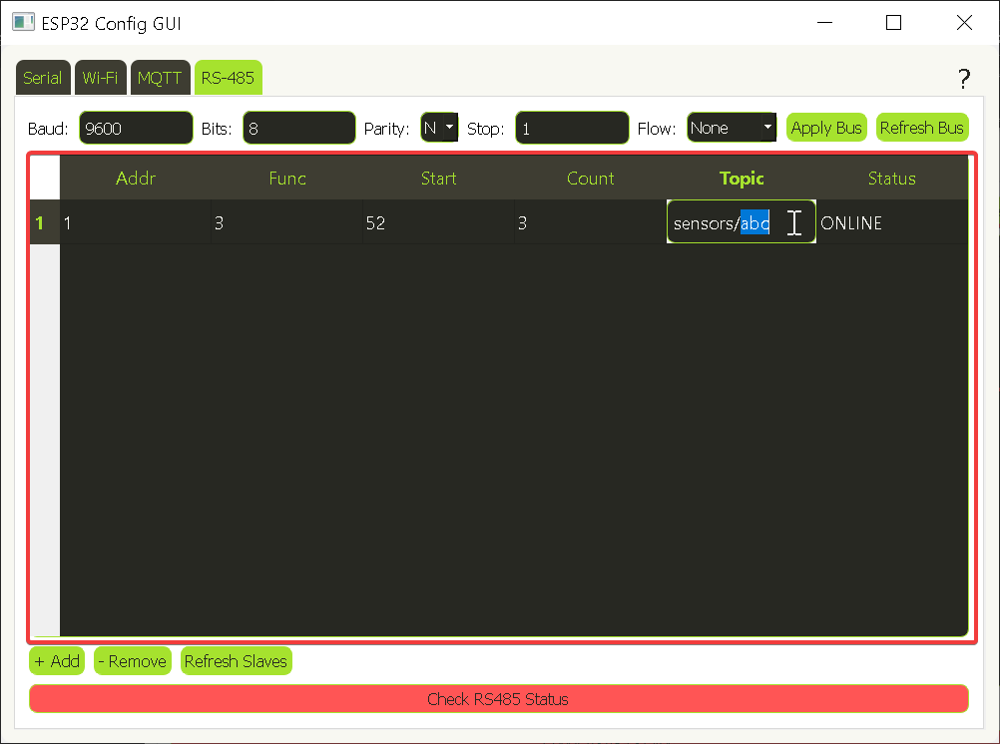 ESP32 Config GUI
Serial Wi-Fi MQTT RS-485 ?
Baud: 9600 Bits: 8 Parity: N Stop: 1 Flow: None Apply Bus Refresh Bus
Addr Func Start Count Topic Status
1 1 3 52 3 sensors/abc ONLINE
+ Add - Remove Refresh Slaves
Check RS485 Status